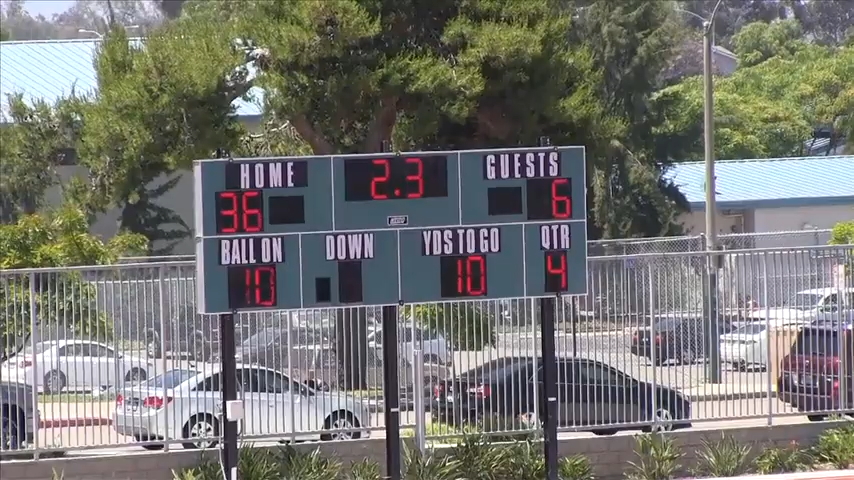 HOME 2.3 GUESTS
36 6
BALL ON DOWN YDS TO GO QTR
10 10 4